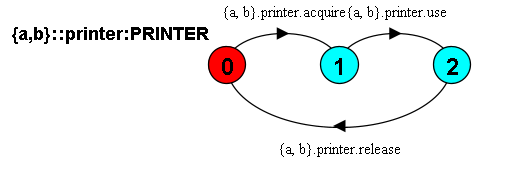 {a, b}.printer.acquire{a, b}.printer.use
{a,b}::printer:PRINTER
0
1
2
{a, b}.printer.release